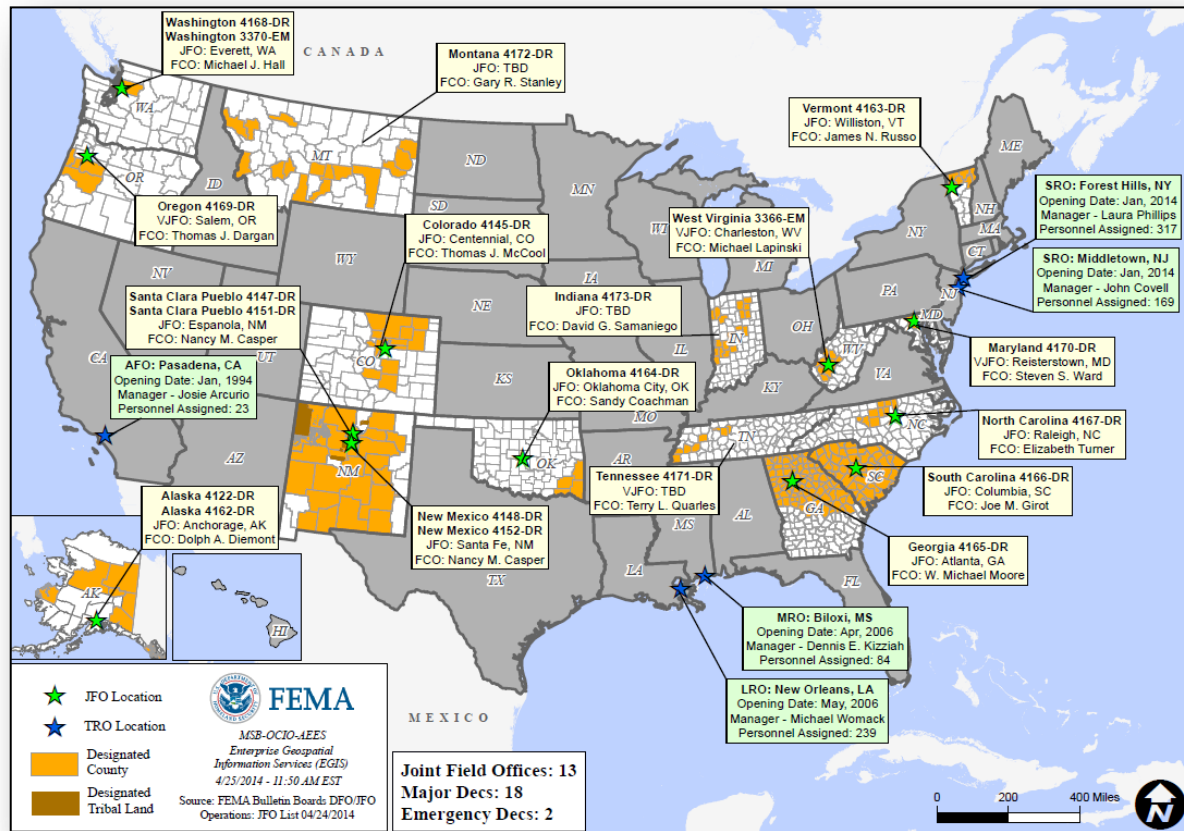 Washington 4168-DR
Washington 3370-EM
JFO: Everett, WA
FCO: Michael J. Hall
CANADA
Montana 4172-DR
JFO: TBD
FCO: Gary R. Stanley
Vermont 4163-DR
JFO: Williston, VT
FCO: James N. Russo
WA
MT
ND
MN
ME
OR
ID
SD
WI
NH
NY
MA
CT
SRO: Forest Hills, NY
Opening Date: Jan, 2014
Manager - Laura Phillips
Personnel Assigned: 317
Oregon 4169-DR
VJFO: Salem, OR
FCO: Thomas J. Dargan
Colorado 4145-DR
JFO: Centennial, CO
FCO: Thomas J. McCool
West Virginia 3366-EM
VJFO: Charleston, WV
FCO: Michael Lapinski
WY
MI
SRO: Middletown, NJ
Opening Date: Jan, 2014
Manager - John Covell
Personnel Assigned: 169
NV
IA
NE
PA
NJ
Santa Clara Pueblo 4147-DR
Santa Clara Pueblo 4151-DR
JFO: Espanola, NM
FCO: Nancy M. Casper
Indiana 4173-DR
JFO: TBD
FCO: David G. Samaniego
IN
OH
MD
CA
UT
CO
IL
WV
VA
Maryland 4170-DR
VJFO: Reisterstown, MD
FCO: Steven S. Ward
AFO: Pasadena, CA
Opening Date: Jan, 1994
Manager - Josie Arcurio
Personnel Assigned: 23
KS
Oklahoma 4164-DR
JFO: Oklahoma City, OK
FCO: Sandy Coachman
MO
KY
North Carolina 4167-DR
JFO: Raleigh, NC
FCO: Elizabeth Turner
NC
TN
AZ
NM
OK
AR
Tennessee 4171-DR
VJFO: TBD
FCO: Terry L. Quarles
SC
South Carolina 4166-DR
JFO: Columbia, SC
FCO: Joe M. Girot
Alaska 4122-DR
Alaska 4162-DR
JFO: Anchorage, AK
FCO: Dolph A. Diemont
New Mexico 4148-DR
New Mexico 4152-DR
JFO: Santa Fe, NM
FCO: Nancy M. Casper
MS
AL
GA
Georgia 4165-DR
JFO: Atlanta, GA
FCO: W. Michael Moore
TX
LA
FL
AK
HI
MRO: Biloxi, MS
Opening Date: Apr, 2006
Manager - Dennis E. Kizziah
Personnel Assigned: 84
LRO: New Orleans, LA
Opening Date: May, 2006
Manager - Michael Womack
Personnel Assigned: 239
MEXICO
JFO Location
TRO Location
Designated
County
Designated
Tribal Land
FEMA
MSB-OCIO-AEES
Enterprise Geospatial
Information Services (EGIS)
4/25/2014 - 11:50 AM EST
Source: FEMA Bulletin Boards DFO/JFO
Operations: JFO List 04/24/2014
Joint Field Offices: 13
Major Decs: 18
Emergency Decs: 2
0 200 400 Miles
N